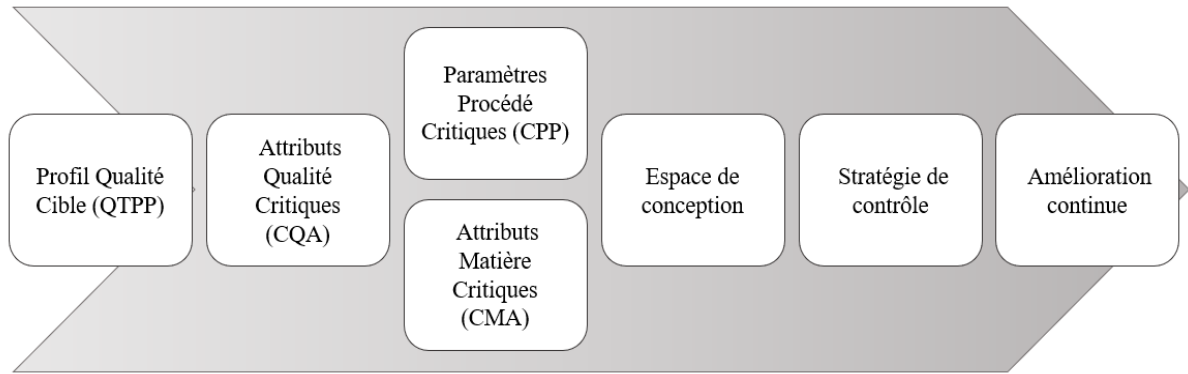 Profil Qualité
Cible (QTPP)
Attributs
Qualité
Critiques
(CQA)
Paramètres
Procédé
Critiques (CPP)
Attributs
Matière
Critiques
(CMA)
Espace de
conception
Stratégie de
contrôle
Amélioration
continue